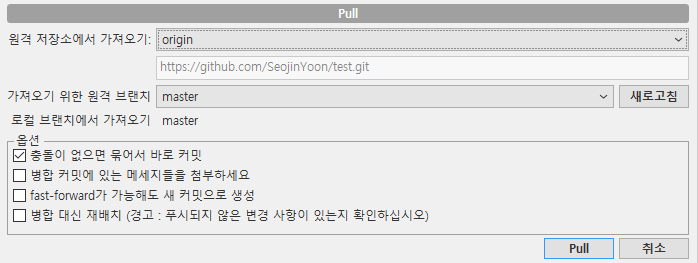 Pull
원격 저장소에서 가져오기: origin
https://github.com/SeojinYoon/test.git
가져오기 위한 원격 브랜치 master 새로고침
로컬 브랜치에서 가져오기 master
옵션
충돌이 없으면 묶어서 바로 커밋
병합 커밋에 있는 메세지들을 첨부하세요
fast-forward가 가능해도 새 커밋으로 생성
병합 대신 재배치 (경고 : 푸시되지 않은 변경 사항이 있는지 확인하십시오)
Pull 취소